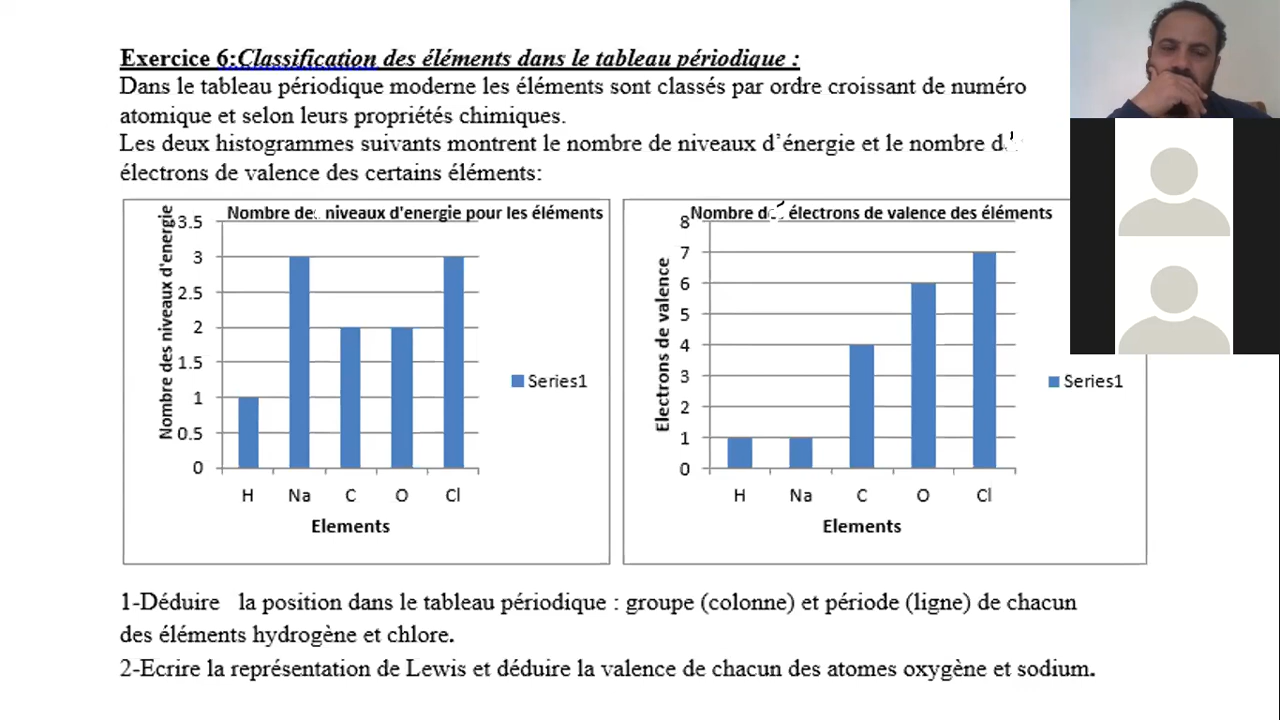 Exercice 6:Classification des éléments dans le tableau périodique :
Dans le tableau périodique moderne les éléments sont classés par ordre croissant de numéro
atomique et selon leurs propriétés chimiques.
Les deux histogrammes suivants montrent le nombre de niveaux d'énergie et le nombre
électrons de valence des certains éléments:
Nombre des niveaux d'energie pour les éléments
Nombre des niveaux d'energie
3.5
3
2.5
2
1.5
1
0.5
0
H Na C O Cl
Elements
Series1
Nombre électrons de valence des éléments
Electrons de valence
8
7
6
5
4
3
2
1
0
H Na C O Cl
Elements
Series1
1-Déduire la position dans le tableau périodique : groupe (colonne) et période (ligne) de chacun
des éléments hydrogène et chlore.
2-Ecrire la représentation de Lewis et déduire la valence de chacun des atomes oxygène et sodium.